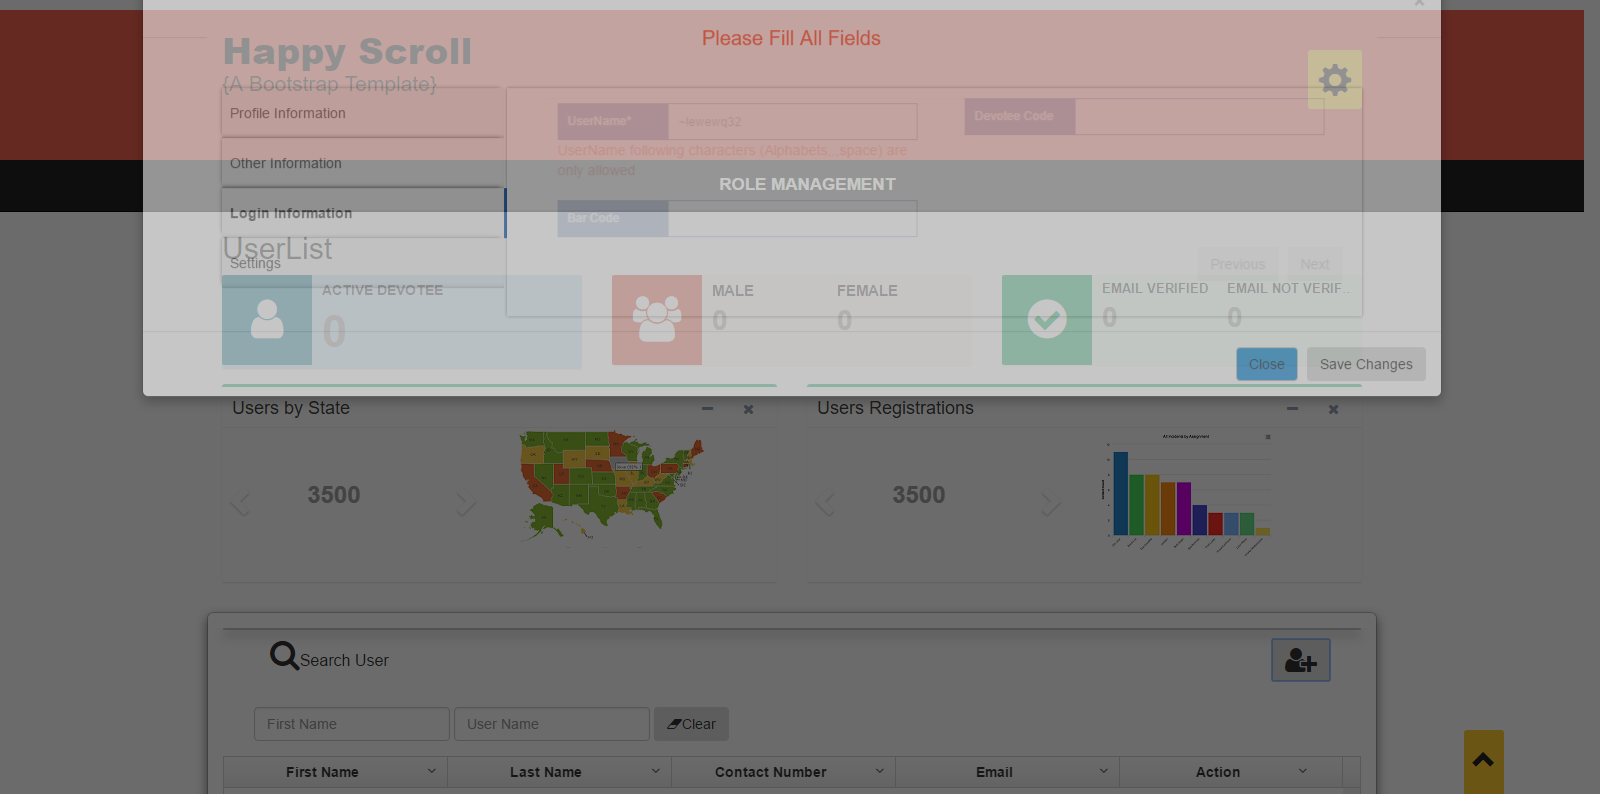 ×
Please Fill All Fields
Happy Scroll
{A Bootstrap Template}
Profile Information
Other Information
Login Information
Settings
UserName*
Devotee Code
UserName following characters (Alphabets,.,space) are
only allowed
ROLE MANAGEMENT
Bar Code
UserList
Previous
Next
ACTIVE DEVOTEE
0
MALE
0
FEMALE
0
EMAIL VERIFIED
0
EMAIL NOT VERIF..
0
Close
Save Changes
Users by State
3500
Users Registrations
3500
Search User
First Name
User Name
Clear
First Name
Last Name
Contact Number
Email
Action